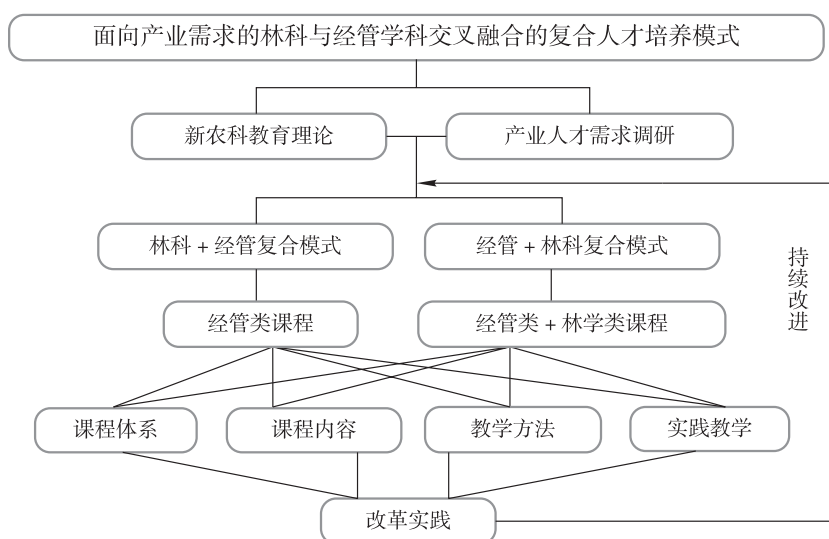 面向产业需求的林科与经管学科交叉融合的复合人才培养模式
新农科教育理论
产业人才需求调研
林科 + 经管复合模式
经管 + 林科复合模式
持续改进
经管类课程
经管类 + 林学类课程
课程体系
课程内容
教学方法
实践教学
改革实践